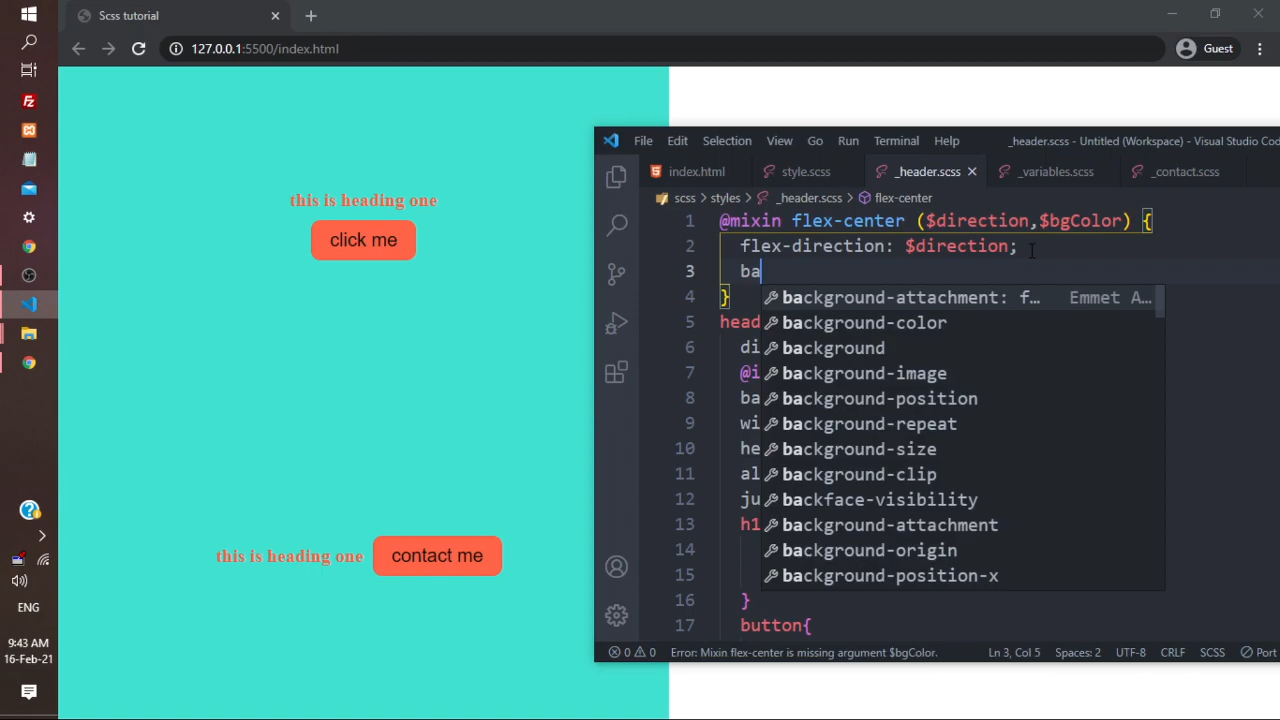 Scss tutorial
127.0.0.1:5500/index.html
Guest
this is heading one
click me
this is heading one
contact me
File Edit Selection View Go Run Terminal Help
_header.scss - Untitled (Workspace) - Visual Studio Cod
index.html style.scss _header.scss _variables.scss _contact.scss
scss > styles > _header.scss > flex-center
1 @mixin flex-center ($direction,$bgColor) {
2 flex-direction: $direction;
3 ba
4 }
background-attachment: f… Emmet A…
5 head
background-color
6 di
background
7 @i
background-image
8 ba
background-position
9 wi
background-repeat
10 he
background-size
11 al
background-clip
12 ju
backface-visibility
13 h1
background-attachment
14
background-origin
15
background-position-x
16 }
17 button{
0 0 Error: Mixin flex-center is missing argument $bgColor. Ln 3, Col 5 Spaces: 2 UTF-8 CRLF SCSS Port
ENG
9:43 AM
16-Feb-21